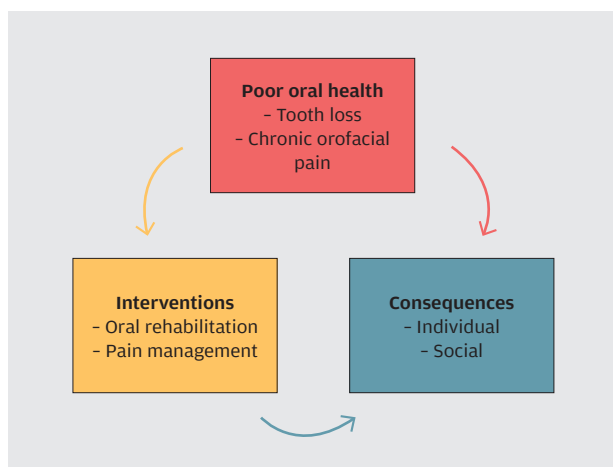 Poor oral health
– Tooth loss
– Chronic orofacial
pain
Interventions
– Oral rehabilitation
– Pain management
Consequences
– Individual
– Social